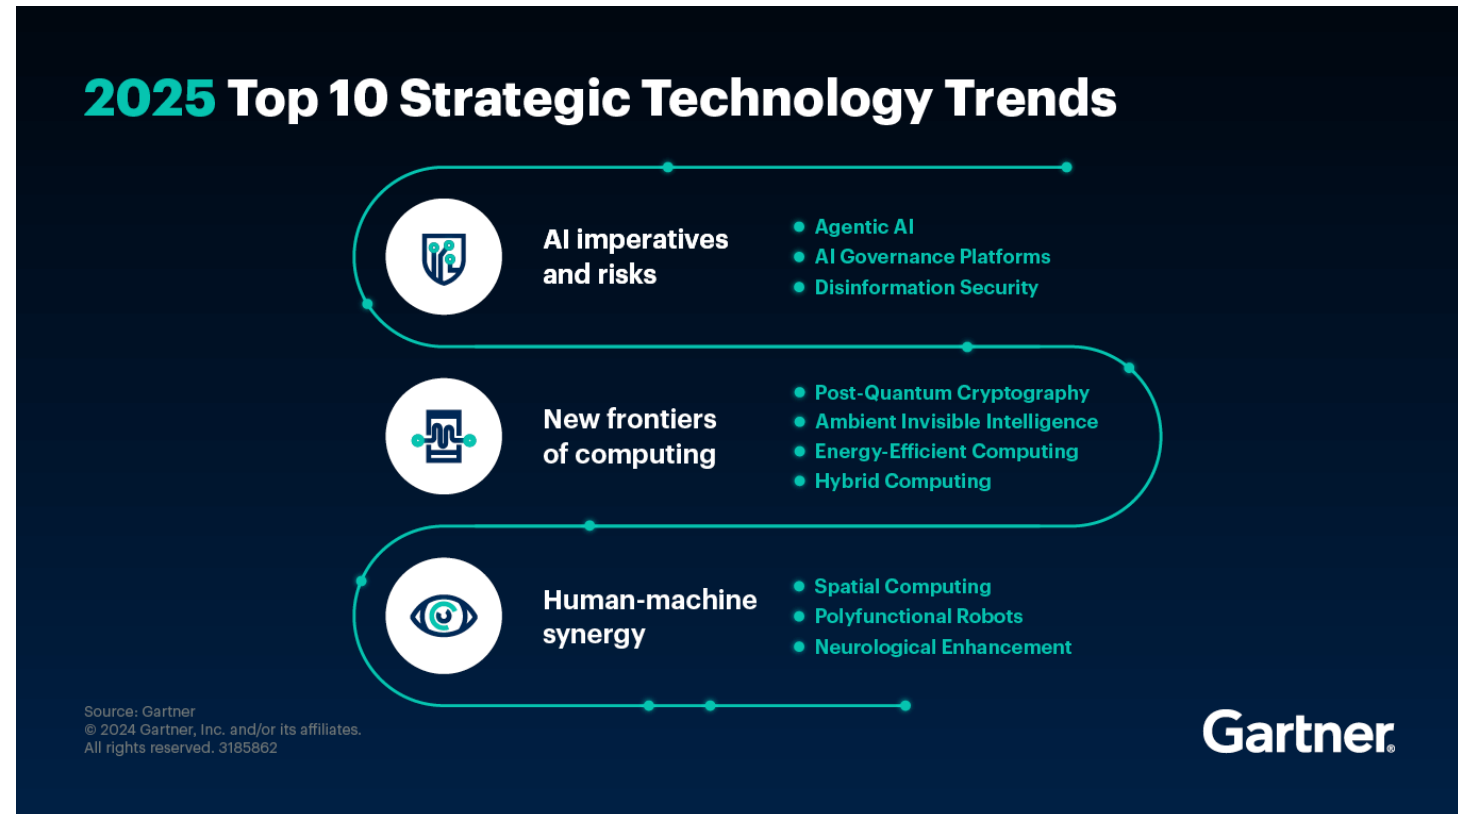 2025 Top 10 Strategic Technology Trends
AI imperatives
and risks
Agentic AI
AI Governance Platforms
Disinformation Security
New frontiers
of computing
Post-Quantum Cryptography
Ambient Invisible Intelligence
Energy-Efficient Computing
Hybrid Computing
Human-machine
synergy
Spatial Computing
Polyfunctional Robots
Neurological Enhancement
Source: Gartner
© 2024 Gartner, Inc. and/or its affiliates.
All rights reserved. 3185862
Gartner®